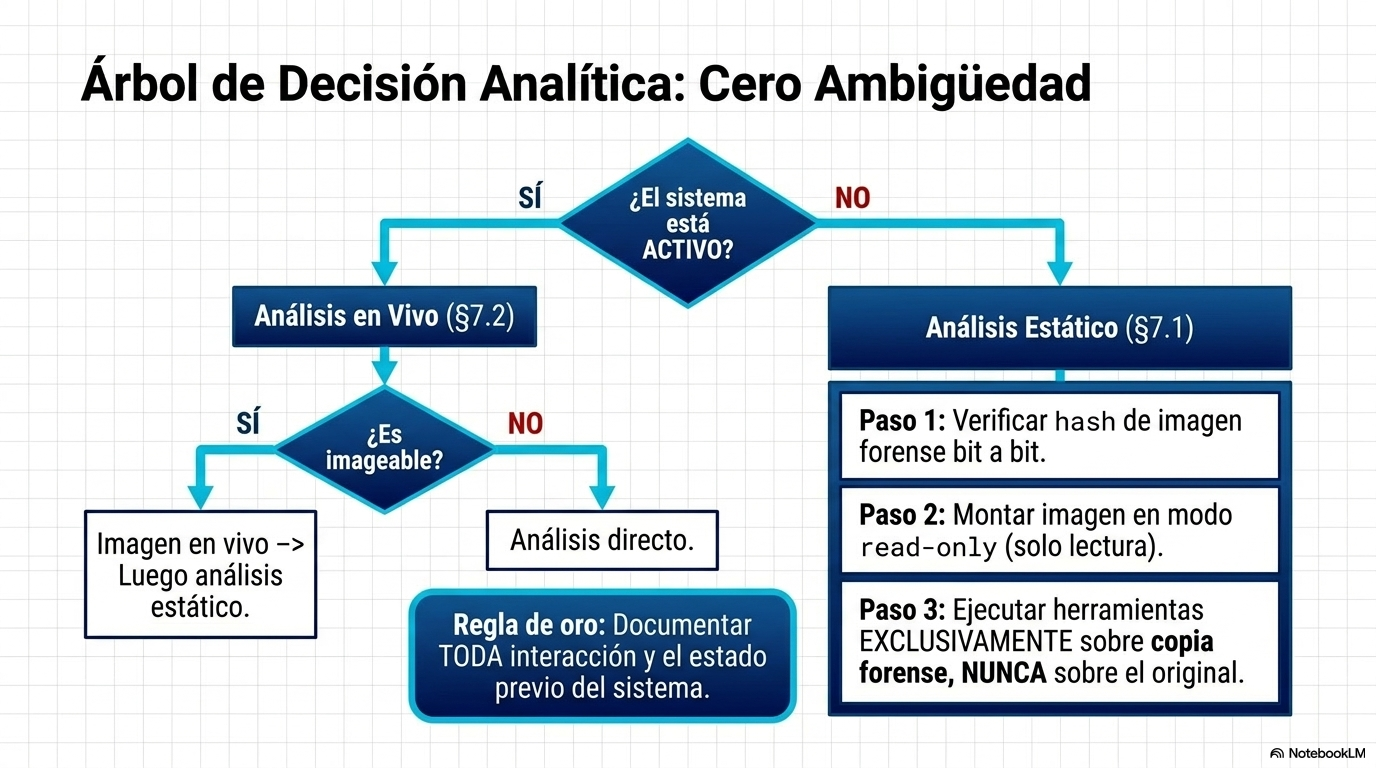 Árbol de Decisión Analítica: Cero Ambigüedad
¿El sistema
está
ACTIVO?
SÍ
NO
Análisis en Vivo (§7.2)
¿Es
imageable?
SÍ
NO
Imagen en vivo –>
Luego análisis
estático.
Análisis directo.
Regla de oro: Documentar
TODA interacción y el estado
previo del sistema.
Análisis Estático (§7.1)
Paso 1: Verificar hash de imagen
forense bit a bit.
Paso 2: Montar imagen en modo
read-only (solo lectura).
Paso 3: Ejecutar herramientas
EXCLUSIVAMENTE sobre copia
forense, NUNCA sobre el original.
NotebookLM